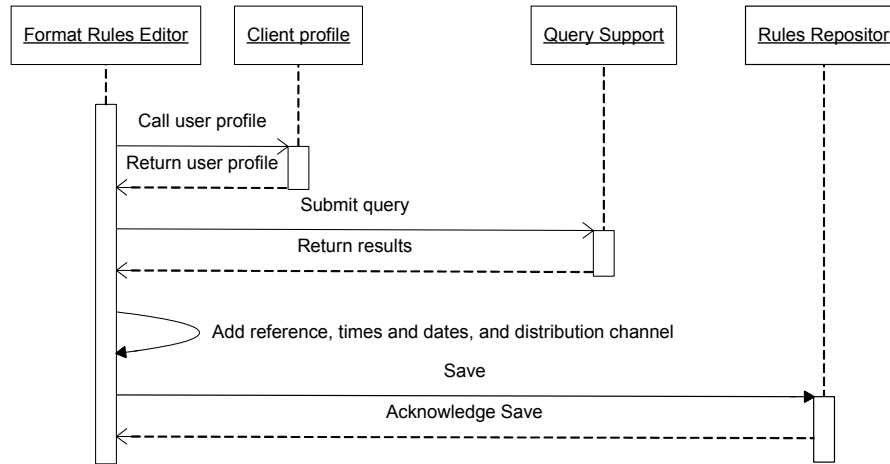 Format Rules Editor
Client profile
Query Support
Rules Repositor
Call user profile
Return user profile
Submit query
Return results
Add reference, times and dates, and distribution channel
Save
Acknowledge Save